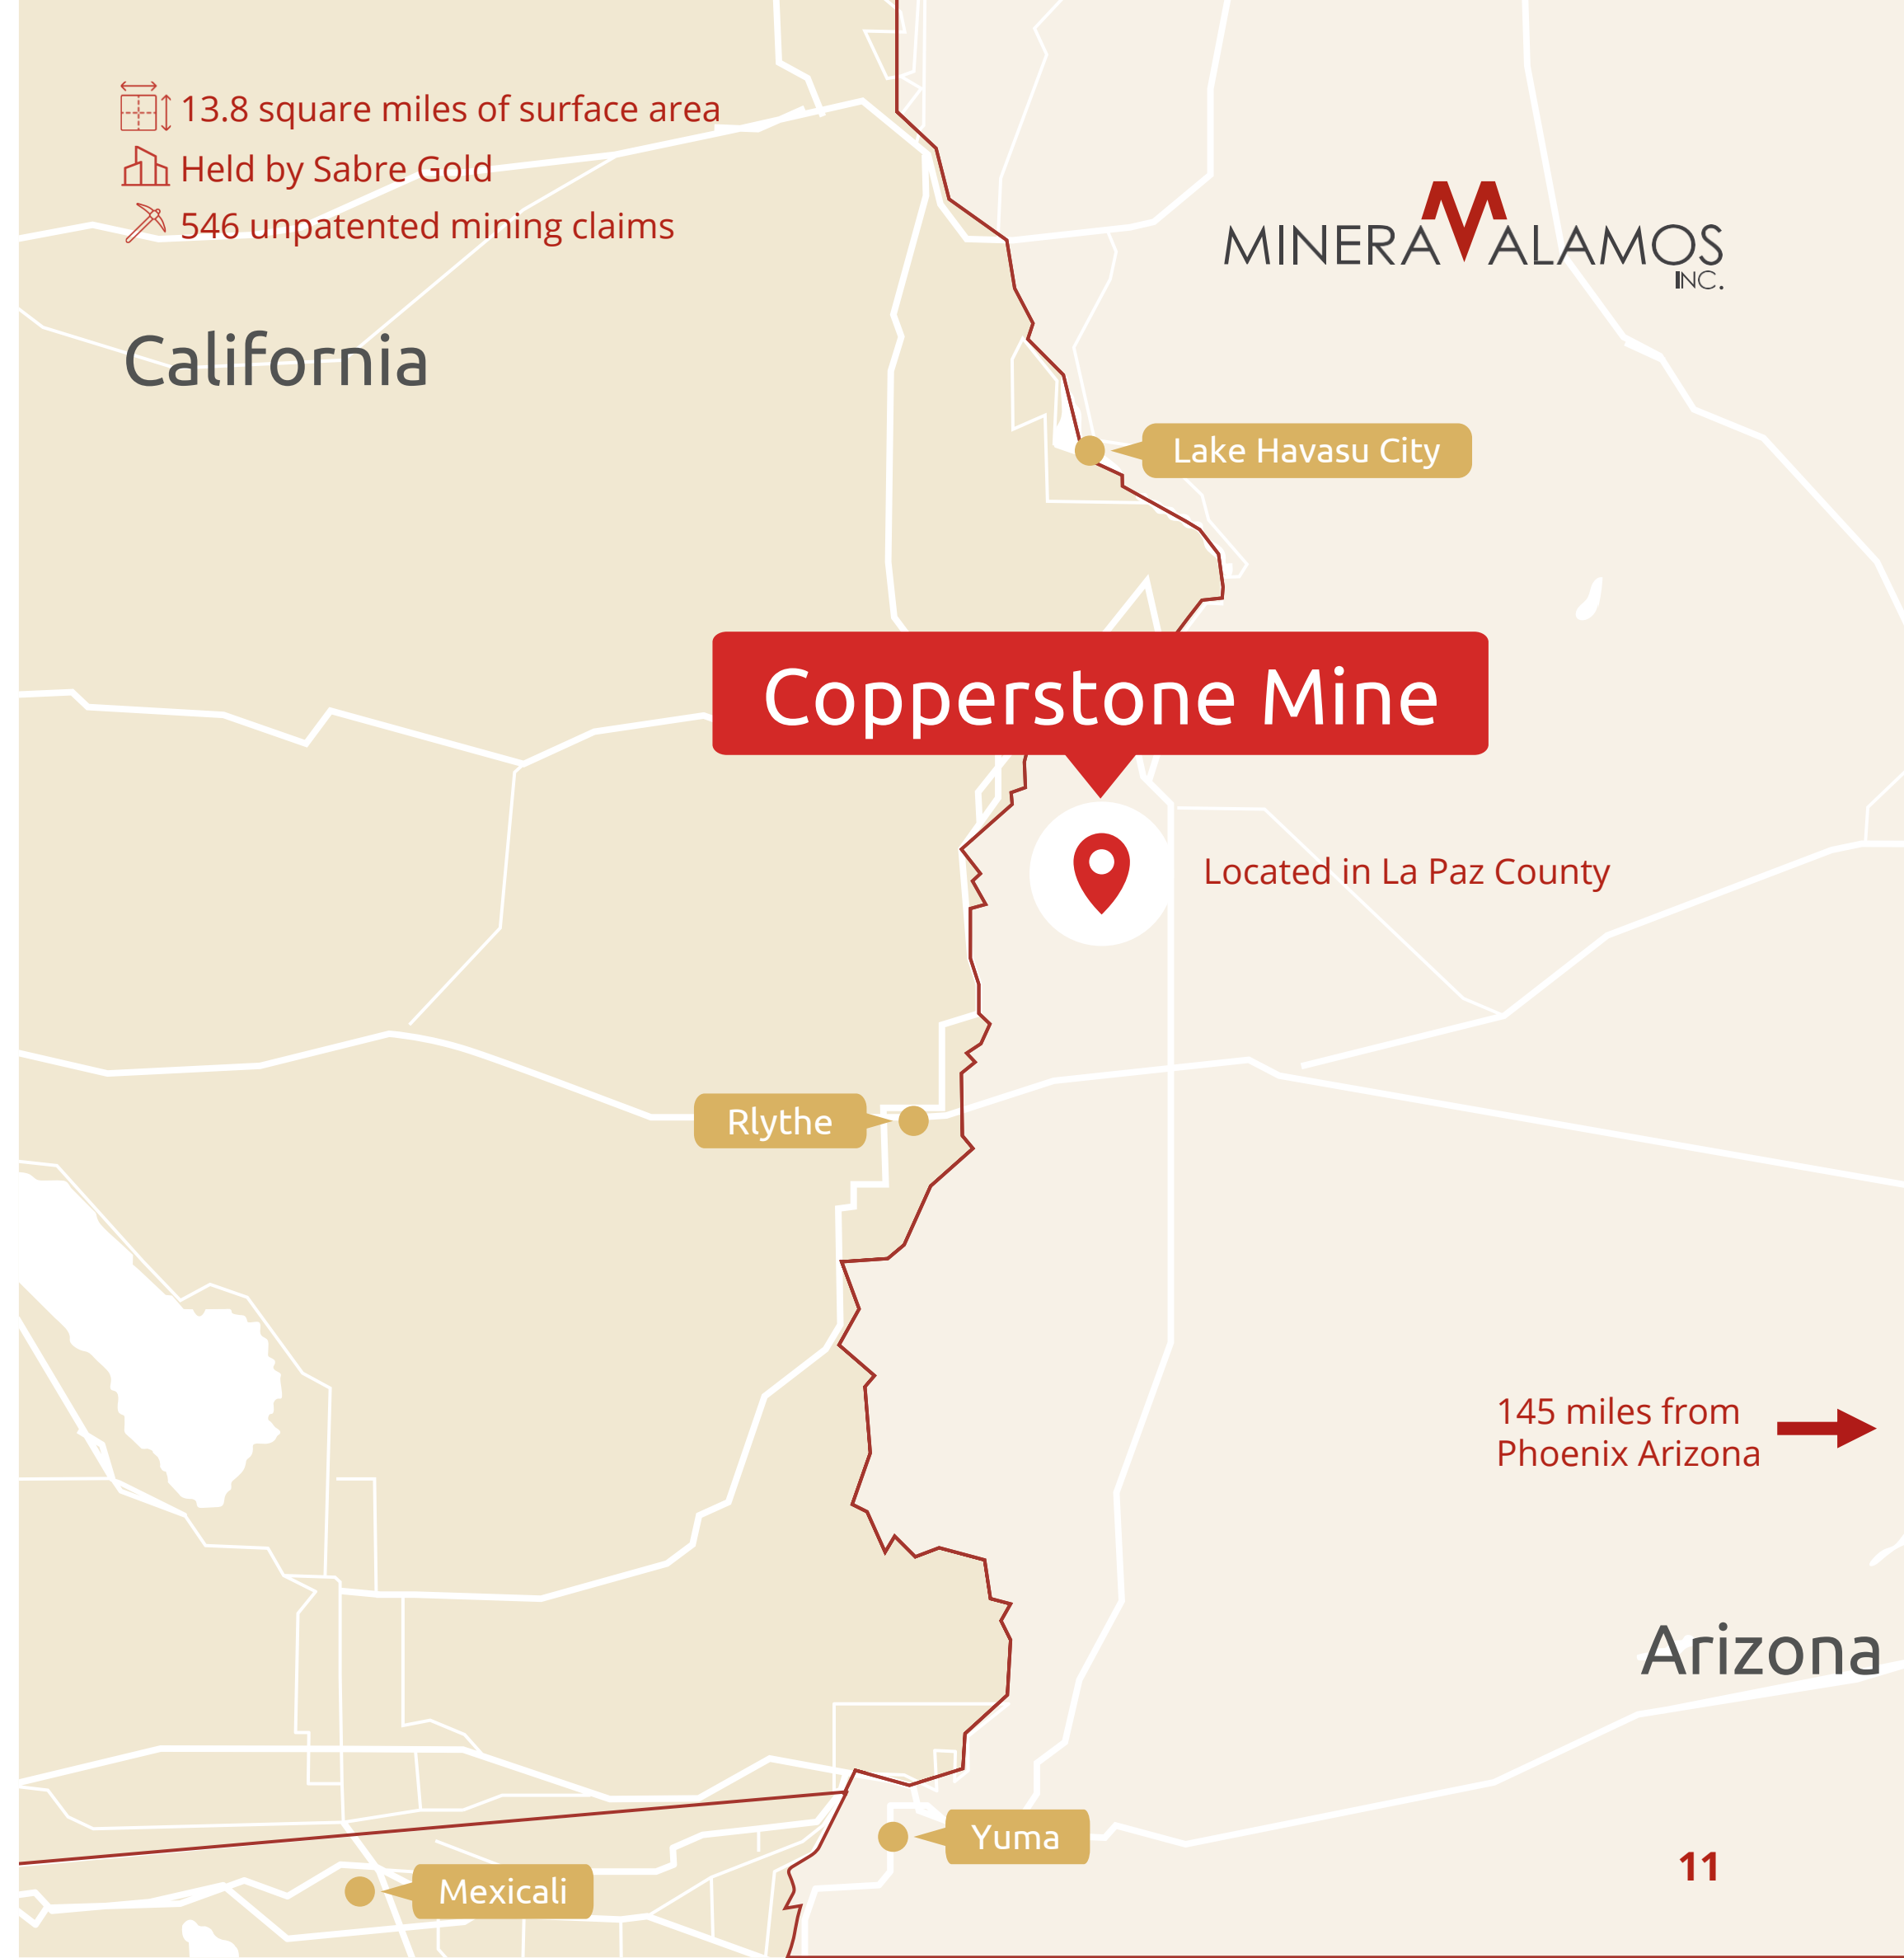 13.8 square miles of surface area
Held by Sabre Gold
546 unpatented mining claims
MINERA ALAMOS
INC.
California
Lake Havasu City
Copperstone Mine
Located in La Paz County
Rlythe
145 miles from
Phoenix Arizona
Arizona
Yuma
11
Mexicali